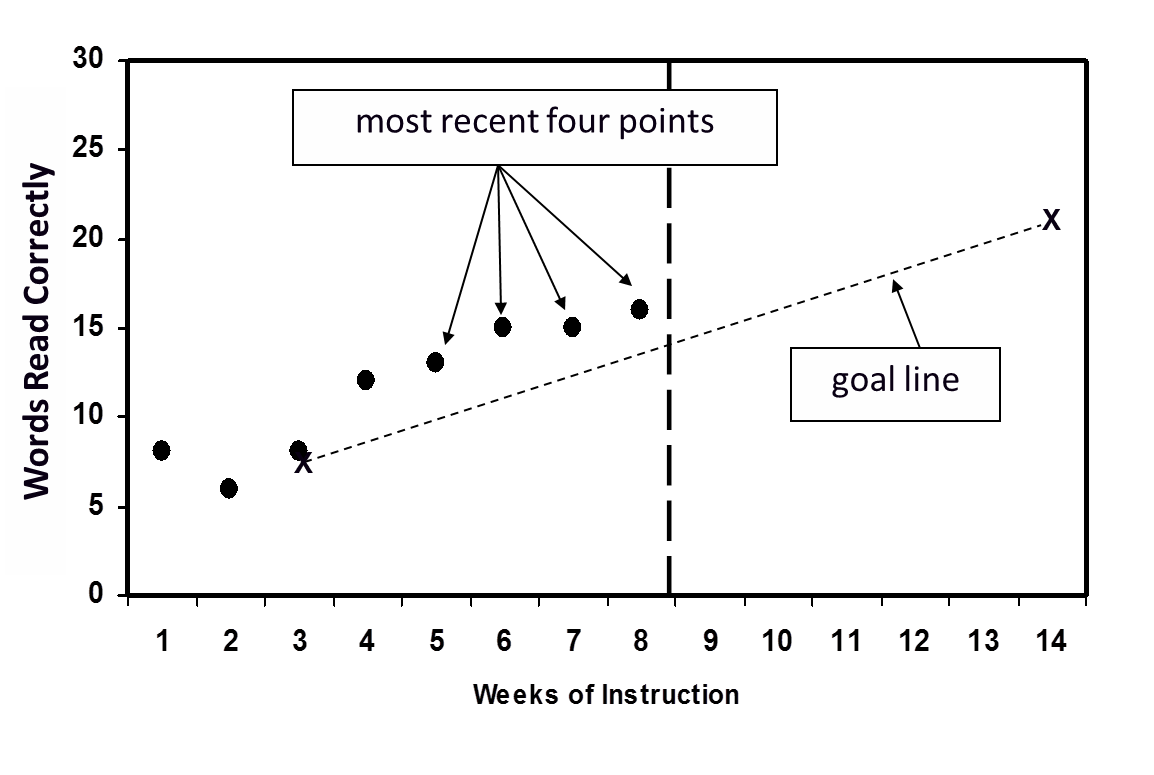 30
25
20
15
10
5
0
Words Read Correctly
most recent four points
X
X
goal line
1 2 3 4 5 6 7 8 9 10 11 12 13 14
Weeks of Instruction